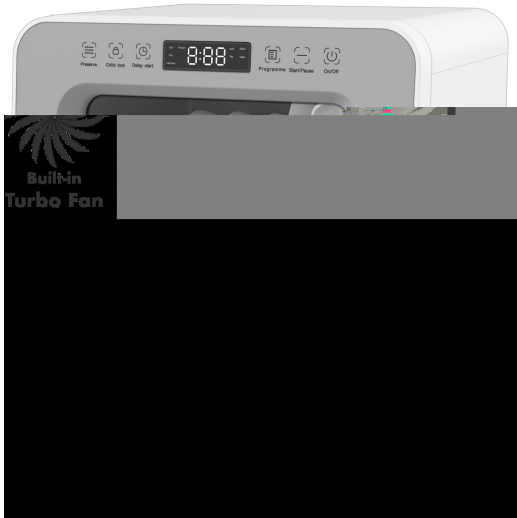 8:88
Preserve
Child lock
Delay start
Programme
Start/Pause
On/Off
Built-in
Turbo Fan